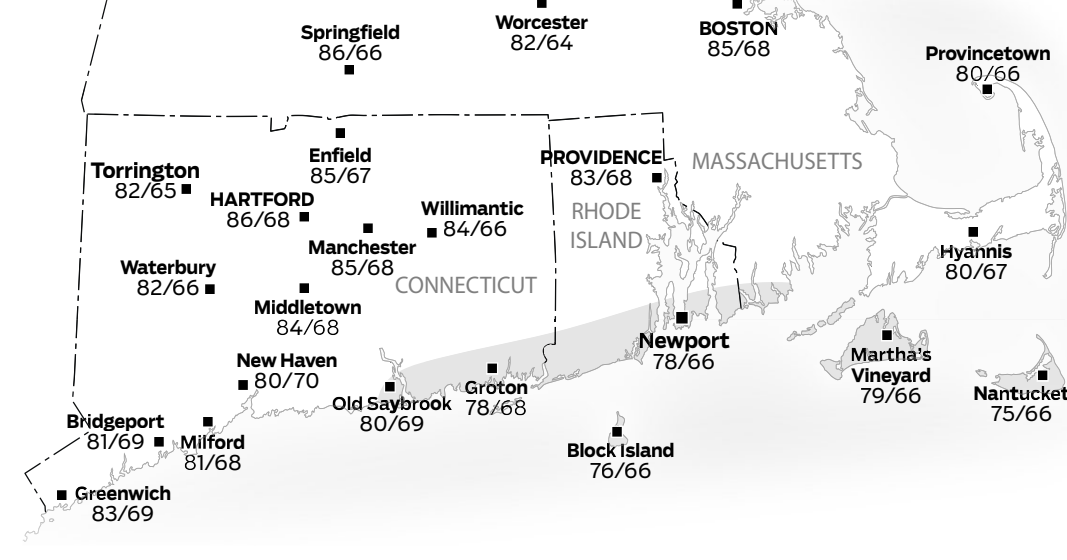 Worcester
82/64
BOSTON
85/68
Springfield
86/66
Provincetown
80/66
Enfield
85/67
PROVIDENCE
83/68
MASSACHUSETTS
Torrington
82/65
HARTFORD
86/68
Willimantic
84/66
RHODE
ISLAND
Manchester
85/68
Hyannis
80/67
Waterbury
82/66
CONNECTICUT
Middletown
84/68
Newport
78/66
New Haven
80/70
Martha's
Vineyard
79/66
Groton
78/68
Old Saybrook
80/69
Nantucket
75/66
Bridgeport
81/69
Milford
81/68
Block Island
76/66
Greenwich
83/69